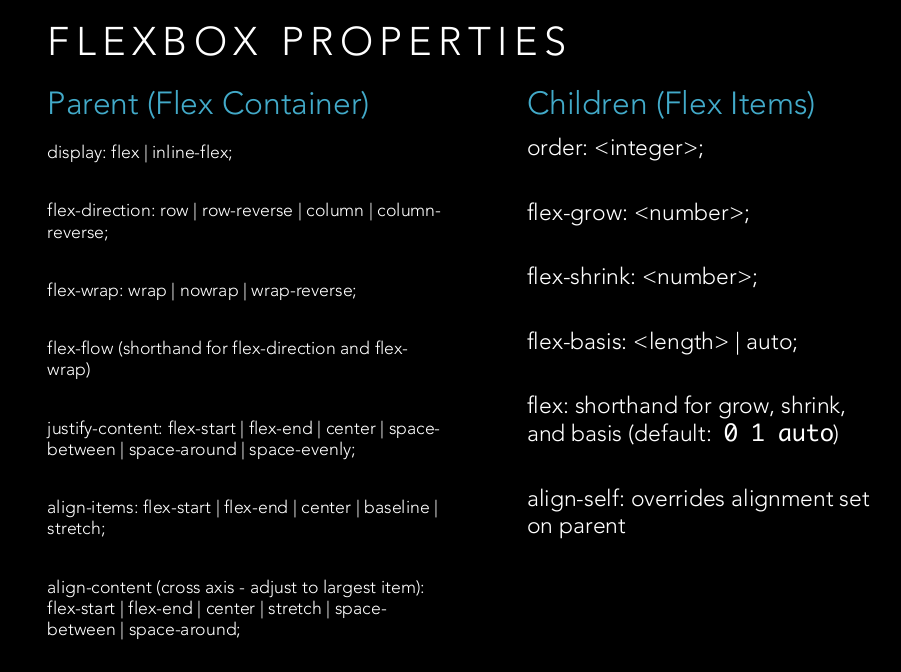 FLEXBOX PROPERTIES
Parent (Flex Container)
display: flex | inline-flex;
flex-direction: row | row-reverse | column | column-
reverse;
flex-wrap: wrap | nowrap | wrap-reverse;
flex-flow (shorthand for flex-direction and flex-
wrap)
justify-content: flex-start | flex-end | center | space-
between | space-around | space-evenly;
align-items: flex-start | flex-end | center | baseline |
stretch;
align-content (cross axis - adjust to largest item):
flex-start | flex-end | center | stretch | space-
between | space-around;
Children (Flex Items)
order: <integer>;
flex-grow: <number>;
flex-shrink: <number>;
flex-basis: <length> | auto;
flex: shorthand for grow, shrink,
and basis (default: 0 1 auto)
align-self: overrides alignment set
on parent